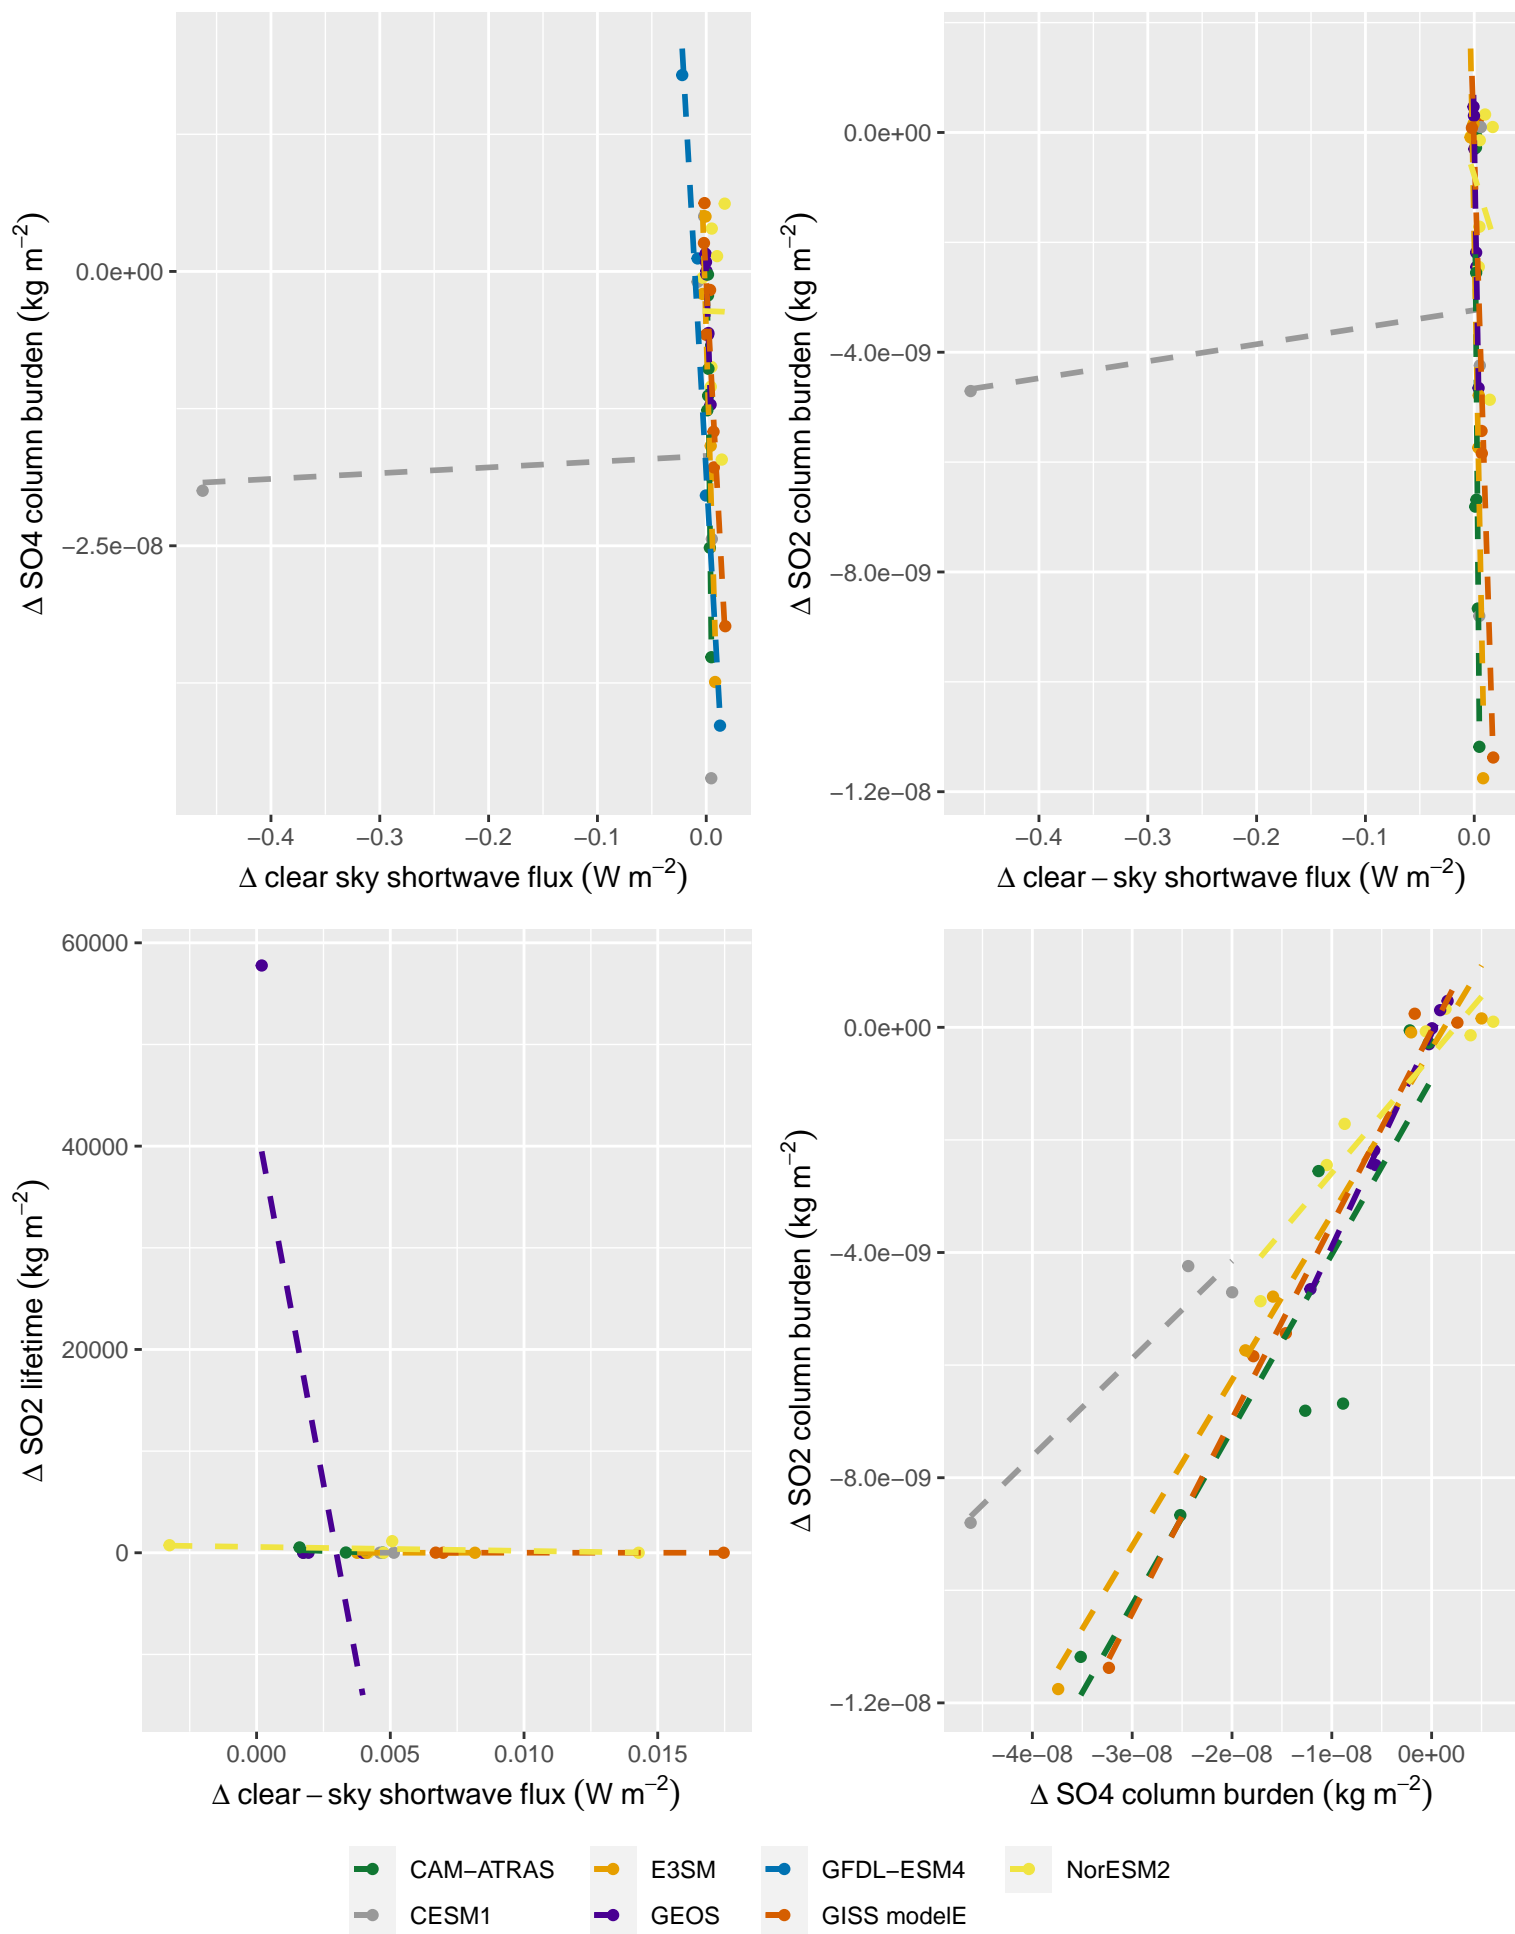 Δ SO4 column burden (kg m⁻²)
0.0e+00
−2.5e−08
−0.4 −0.3 −0.2 −0.1 0.0
Δ clear sky shortwave flux (W m⁻²)
Δ SO2 column burden (kg m⁻²)
0.0e+00
−4.0e−09
−8.0e−09
−1.2e−08
−0.4 −0.3 −0.2 −0.1 0.0
Δ clear − sky shortwave flux (W m⁻²)
Δ SO2 lifetime (kg m⁻²)
60000
40000
20000
0
0.000 0.005 0.010 0.015
Δ clear − sky shortwave flux (W m⁻²)
Δ SO2 column burden (kg m⁻²)
0.0e+00
−4.0e−09
−8.0e−09
−1.2e−08
−4e−08 −3e−08 −2e−08 −1e−08 0e+00
Δ SO4 column burden (kg m⁻²)
CAM−ATRAS E3SM GFDL−ESM4 NorESM2
CESM1 GEOS GISS modelE